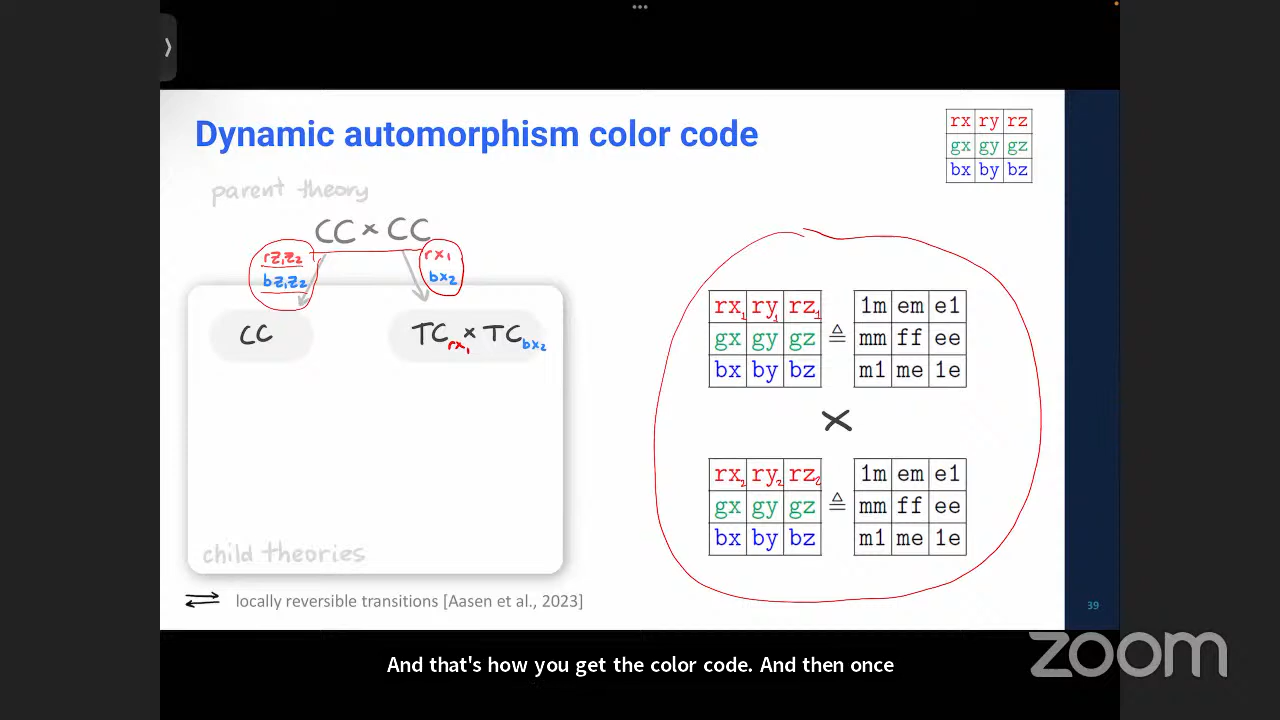 Dynamic automorphism color code
rx ry rz
gx gy gz
bx by bz
parent theory
CC × CC
rz₁z₂
bz₁z₂
rx₁
bx₂
CC
TC rx₁ × TC bx₂
child theories
rx₁ ry₁ rz₁ ≙ 1m em e1
gx gy gz mm ff ee
bx by bz m1 me 1e
×
rx₂ ry₂ rz₂ ≙ 1m em e1
gx gy gz mm ff ee
bx by bz m1 me 1e
⇌ locally reversible transitions [Aasen et al., 2023]
39
And that's how you get the color code. And then once
zoom